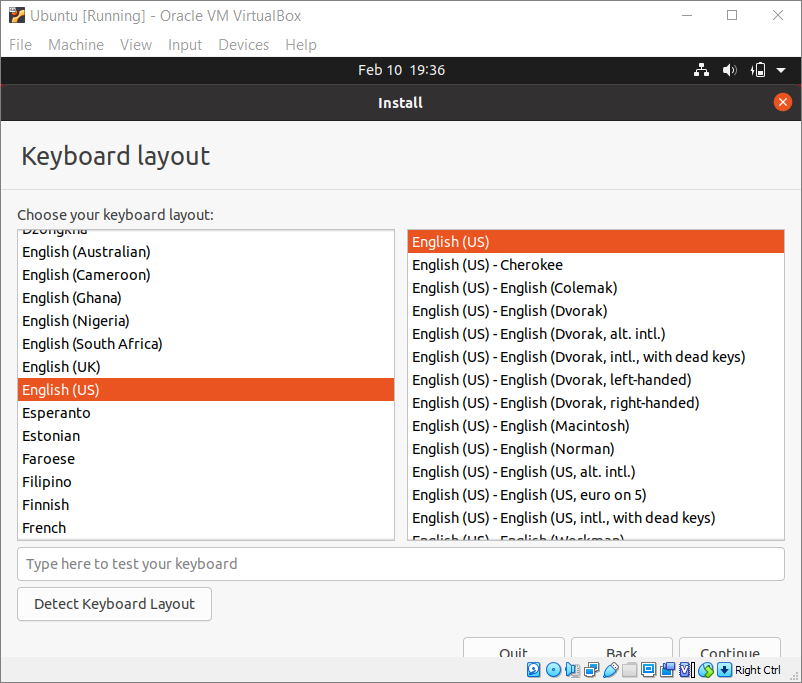 Ubuntu [Running] - Oracle VM VirtualBox
File Machine View Input Devices Help
Feb 10 19:36
Install
Keyboard layout
Choose your keyboard layout:
Dzongkha
English (Australian)
English (Cameroon)
English (Ghana)
English (Nigeria)
English (South Africa)
English (UK)
English (US)
Esperanto
Estonian
Faroese
Filipino
Finnish
French
English (US)
English (US) - Cherokee
English (US) - English (Colemak)
English (US) - English (Dvorak)
English (US) - English (Dvorak, alt. intl.)
English (US) - English (Dvorak, intl., with dead keys)
English (US) - English (Dvorak, left-handed)
English (US) - English (Dvorak, right-handed)
English (US) - English (Macintosh)
English (US) - English (Norman)
English (US) - English (US, alt. intl.)
English (US) - English (US, euro on 5)
English (US) - English (US, intl., with dead keys)
English (US) - English (Workman)
Type here to test your keyboard
Detect Keyboard Layout
Quit Back Continue
Right Ctrl